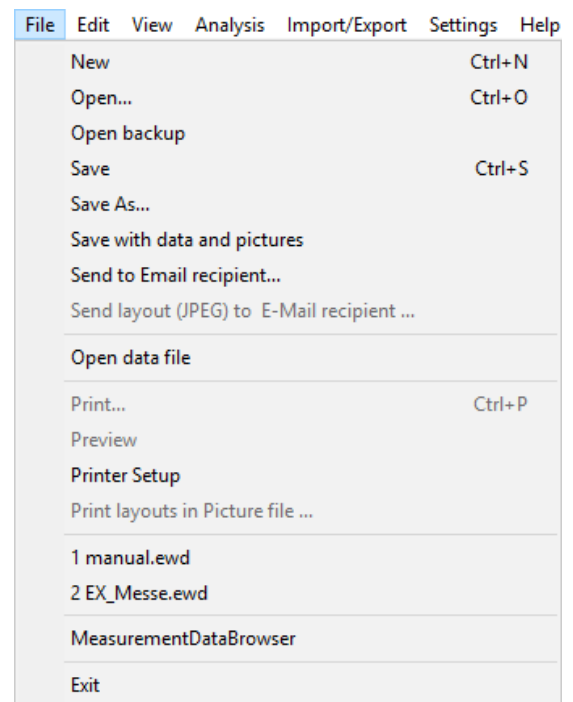 File Edit View Analysis Import/Export Settings Help
New Ctrl+N
Open... Ctrl+O
Open backup
Save Ctrl+S
Save As...
Save with data and pictures
Send to Email recipient...
Send layout (JPEG) to  E-Mail recipient ...
Open data file
Print... Ctrl+P
Preview
Printer Setup
Print layouts in Picture file ...
1 manual.ewd
2 EX_Messe.ewd
MeasurementDataBrowser
Exit